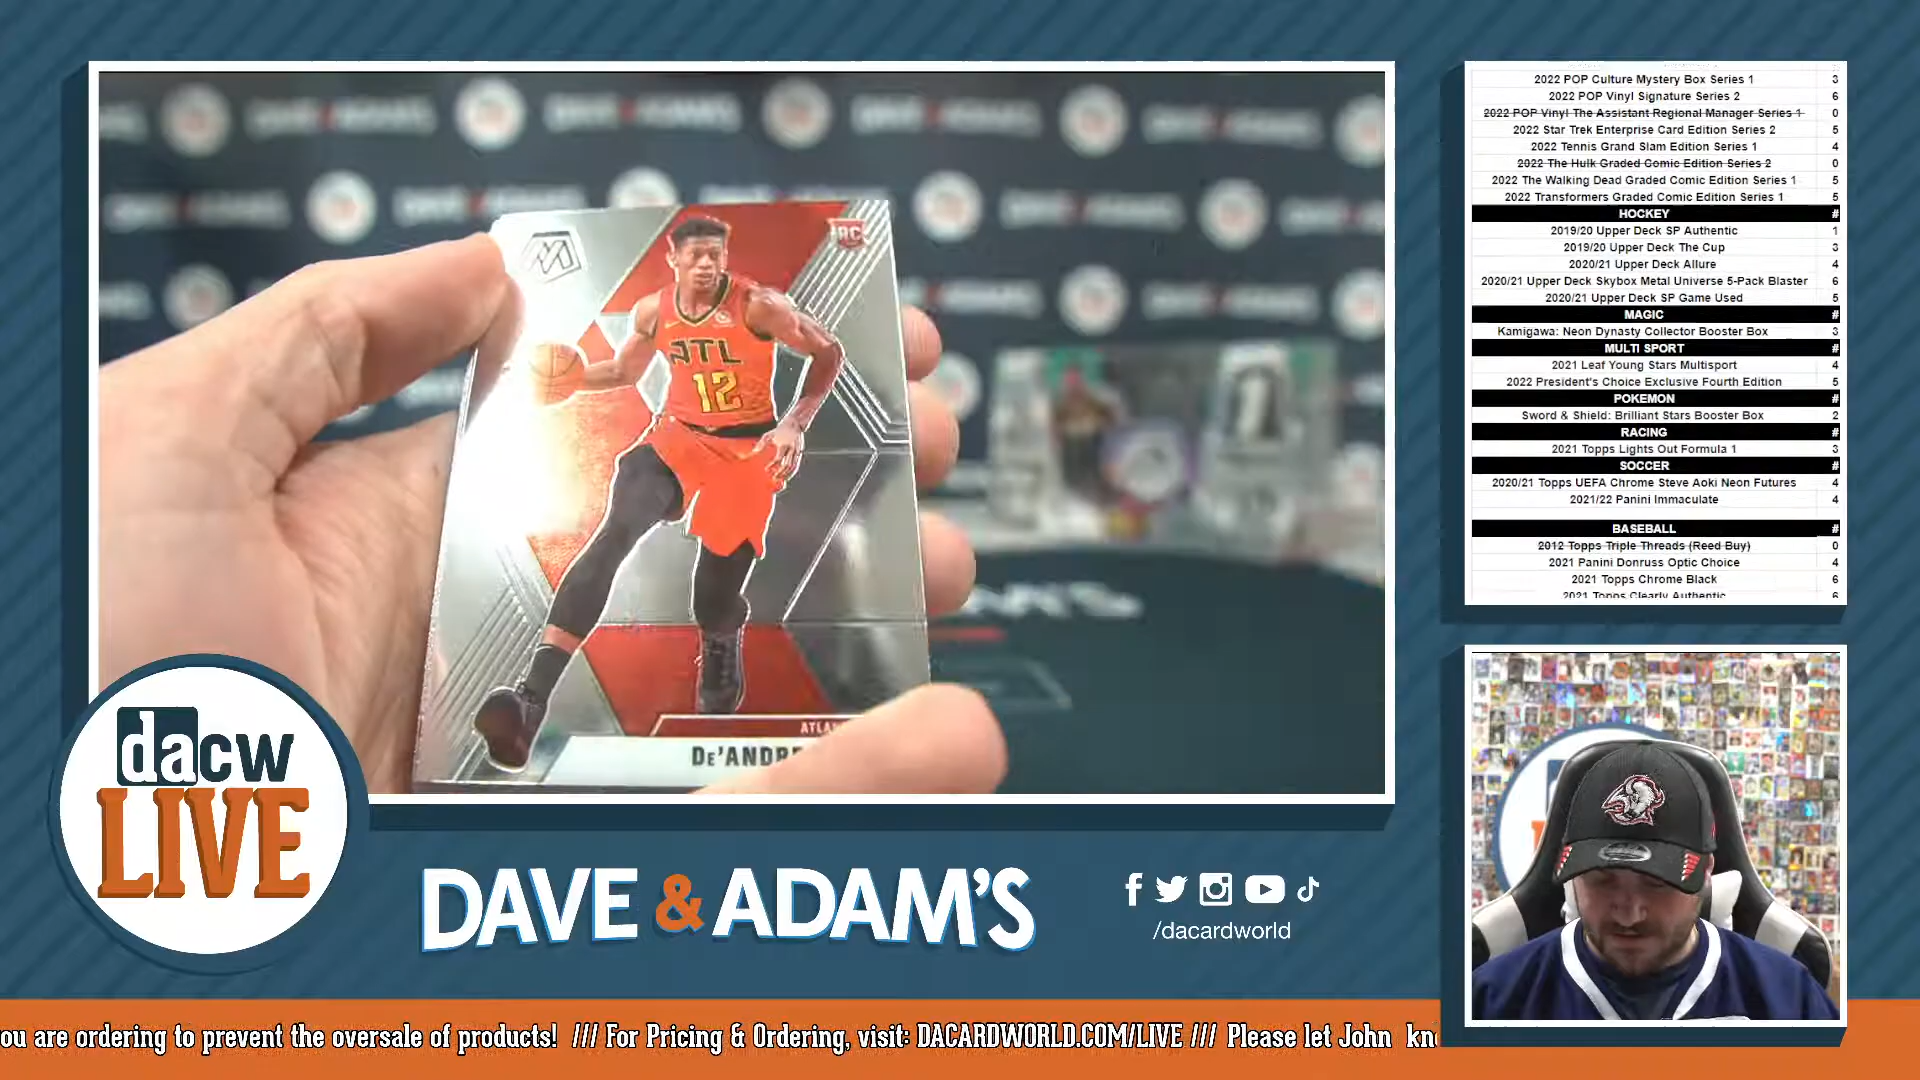 RC
ATL
12
DE'ANDRE
dacw
LIVE
DAVE & ADAM'S
/dacardworld
ou are ordering to prevent the oversale of products! /// For Pricing & Ordering, visit: DACARDWORLD.COM/LIVE /// Please let John kn
2022 POP Culture Mystery Box Series 1 3
2022 POP Vinyl Signature Series 2 6
2022 POP Vinyl The Assistant Regional Manager Series 1 0
2022 Star Trek Enterprise Card Edition Series 2 5
2022 Tennis Grand Slam Edition Series 1 4
2022 The Hulk Graded Comic Edition Series 2 0
2022 The Walking Dead Graded Comic Edition Series 1 5
2022 Transformers Graded Comic Edition Series 1 5
HOCKEY #
2019/20 Upper Deck SP Authentic 1
2019/20 Upper Deck The Cup 3
2020/21 Upper Deck Allure 4
2020/21 Upper Deck Skybox Metal Universe 5-Pack Blaster 6
2020/21 Upper Deck SP Game Used 5
MAGIC #
Kamigawa: Neon Dynasty Collector Booster Box 3
MULTI SPORT #
2021 Leaf Young Stars Multisport 4
2022 President's Choice Exclusive Fourth Edition 5
POKEMON #
Sword & Shield: Brilliant Stars Booster Box 2
RACING #
2021 Topps Lights Out Formula 1 3
SOCCER #
2020/21 Topps UEFA Chrome Steve Aoki Neon Futures 4
2021/22 Panini Immaculate 4
BASEBALL #
2012 Topps Triple Threads (Reed Buy) 0
2021 Panini Donruss Optic Choice 4
2021 Topps Chrome Black 6
2021 Topps Clearly Authentic 6